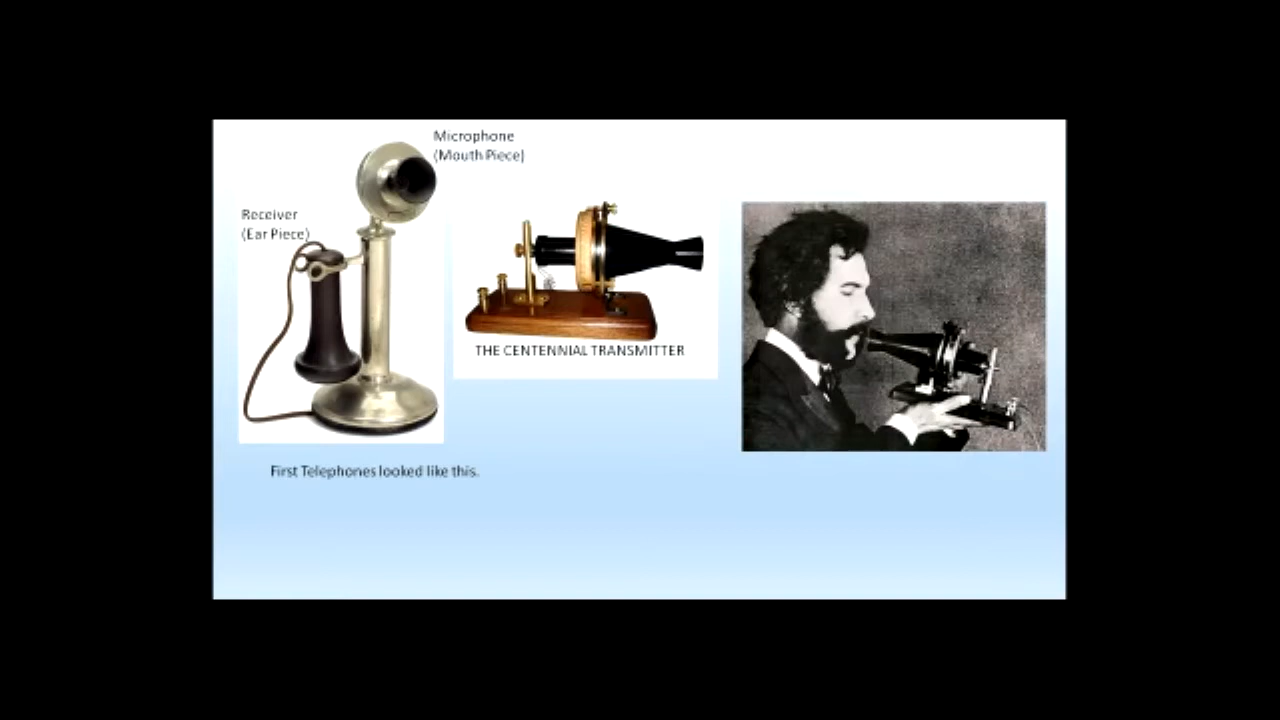 Microphone
(Mouth Piece)
Receiver
(Ear Piece)
THE CENTENNIAL TRANSMITTER
First Telephones looked like this.